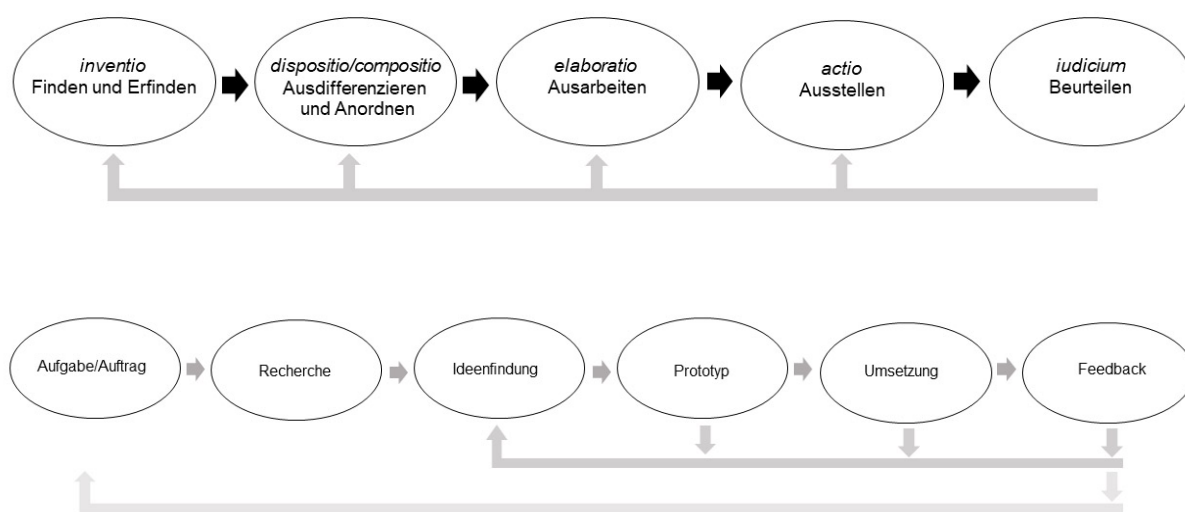 inventio
Finden und Erfinden
dispositio/compositio
Ausdifferenzieren
und Anordnen
elaboratio
Ausarbeiten
actio
Ausstellen
iudicium
Beurteilen
Aufgabe/Auftrag
Recherche
Ideenfindung
Prototyp
Umsetzung
Feedback